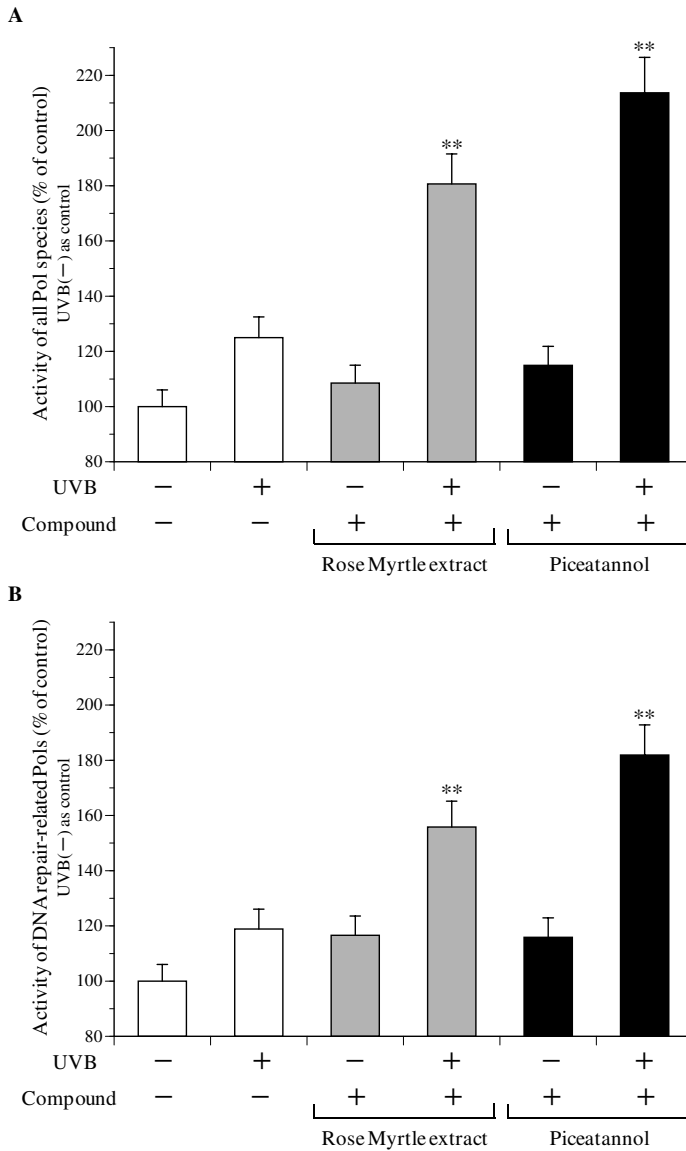 A
Activity of all Pol species (% of control)
UVB(−) as control
220
200
180
160
140
120
100
80
**
**
UVB − + − + − +
Compound − − + + + +
Rose Myrtle extract Piceatannol
B
Activity of DNA repair-related Pols (% of control)
UVB(−) as control
220
200
180
160
140
120
100
80
**
**
UVB − + − + − +
Compound − − + + + +
Rose Myrtle extract Piceatannol